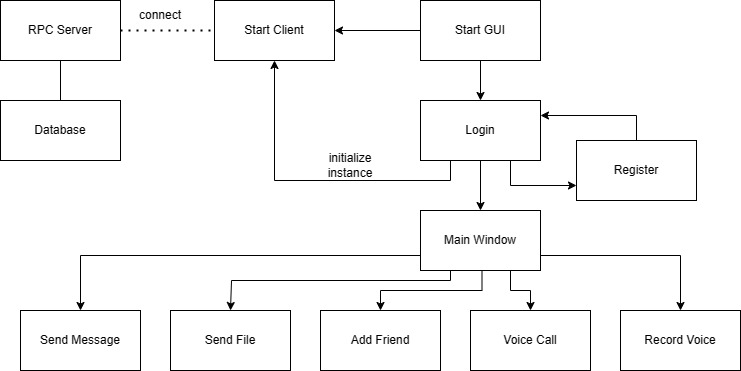 RPC Server
connect
Start Client
Start GUI
Database
Login
initialize
instance
Register
Main Window
Send Message
Send File
Add Friend
Voice Call
Record Voice